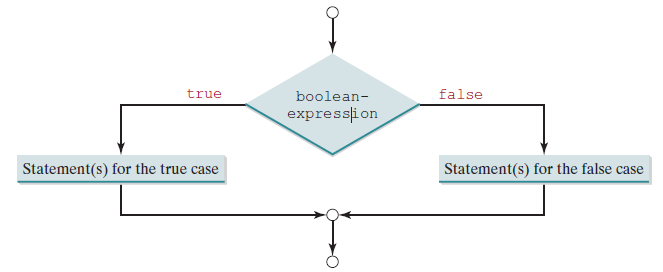 true
boolean-
expression
false
Statement(s) for the true case
Statement(s) for the false case